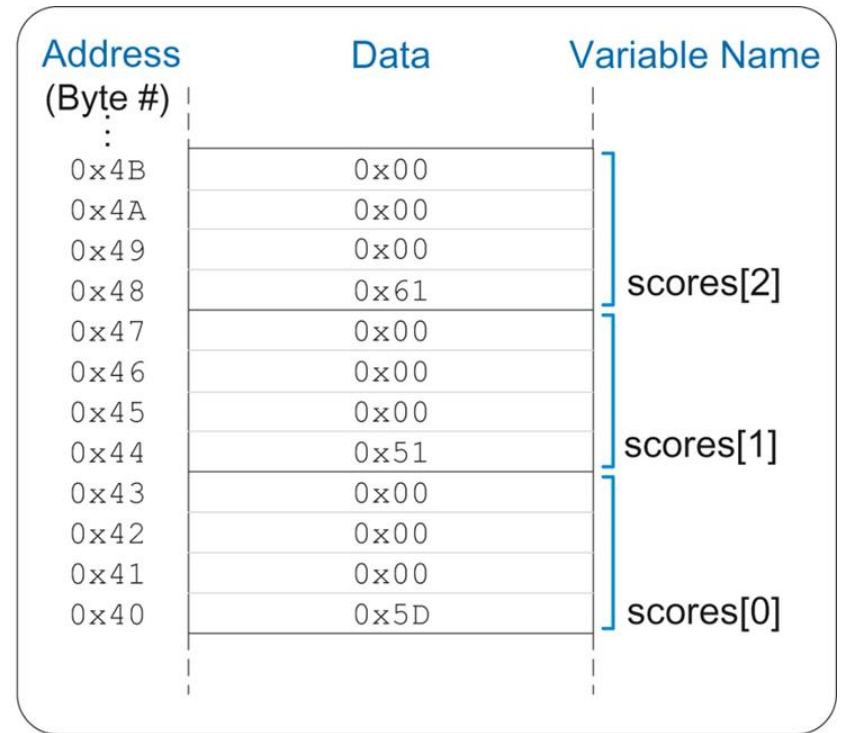 Address Data Variable Name
(Byte #)
0x4B 0x00
0x4A 0x00
0x49 0x00
0x48 0x61 scores[2]
0x47 0x00
0x46 0x00
0x45 0x00
0x44 0x51 scores[1]
0x43 0x00
0x42 0x00
0x41 0x00
0x40 0x5D scores[0]